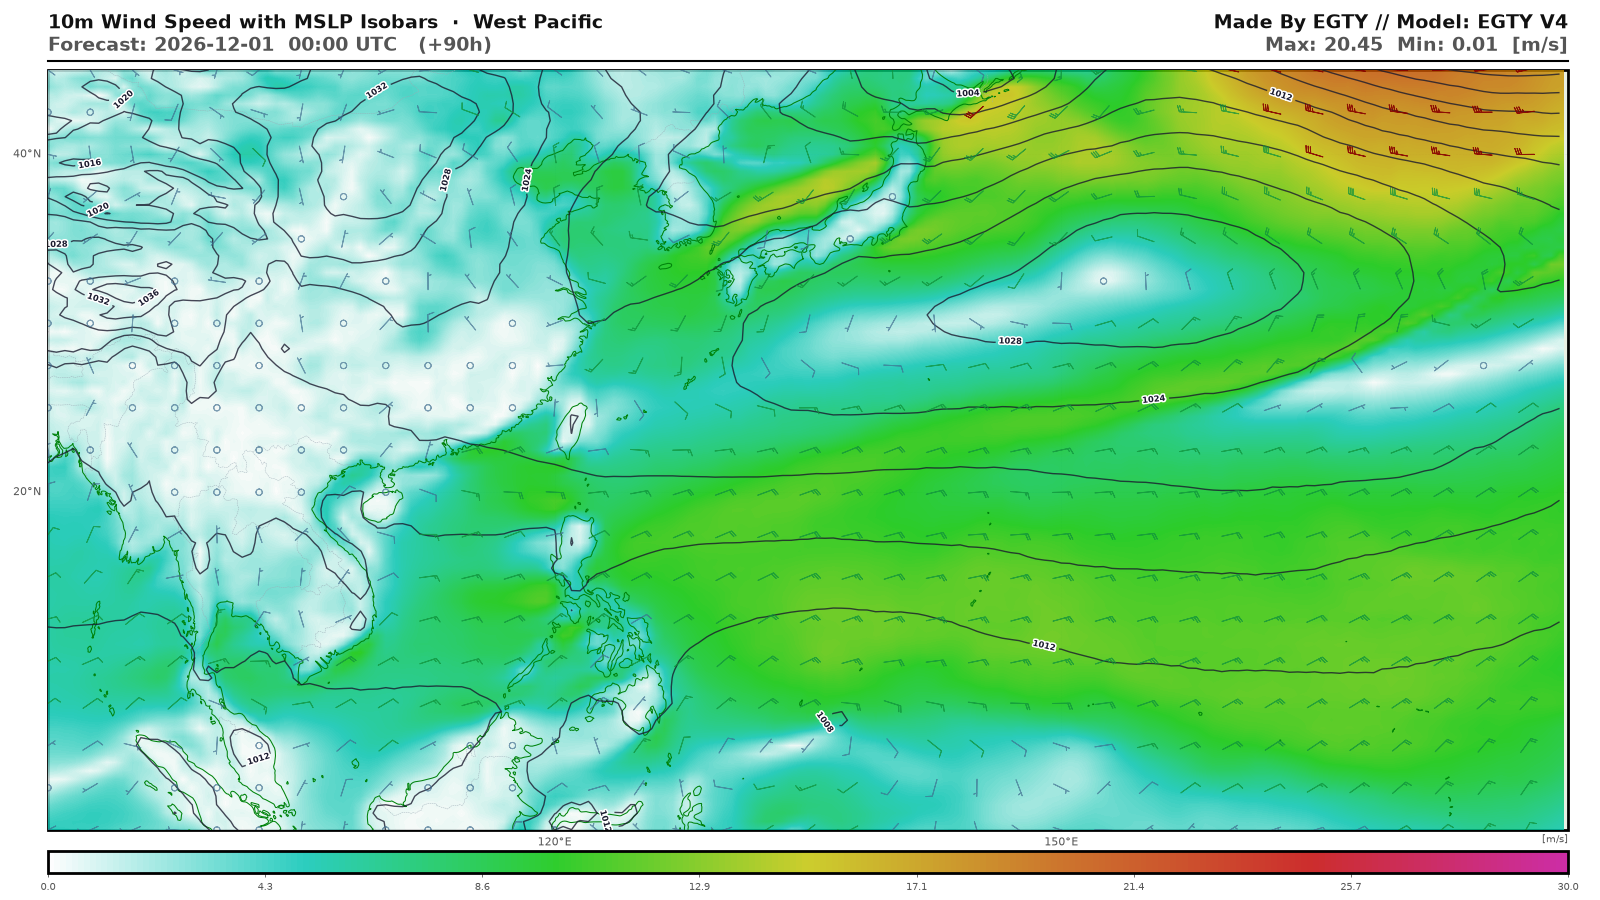 10m Wind Speed with MSLP Isobars · West Pacific
Made By EGTY // Model: EGTY V4
Forecast: 2026-12-01 00:00 UTC (+90h)
Max: 20.45 Min: 0.01 [m/s]
1020
1032
1004
1012
40°N
1016
1028
1024
1020
1028
1032
1036
1028
1024
20°N
1012
1008
1012
1012
120°E
150°E
[m/s]
0.0
4.3
8.6
12.9
17.1
21.4
25.7
30.0